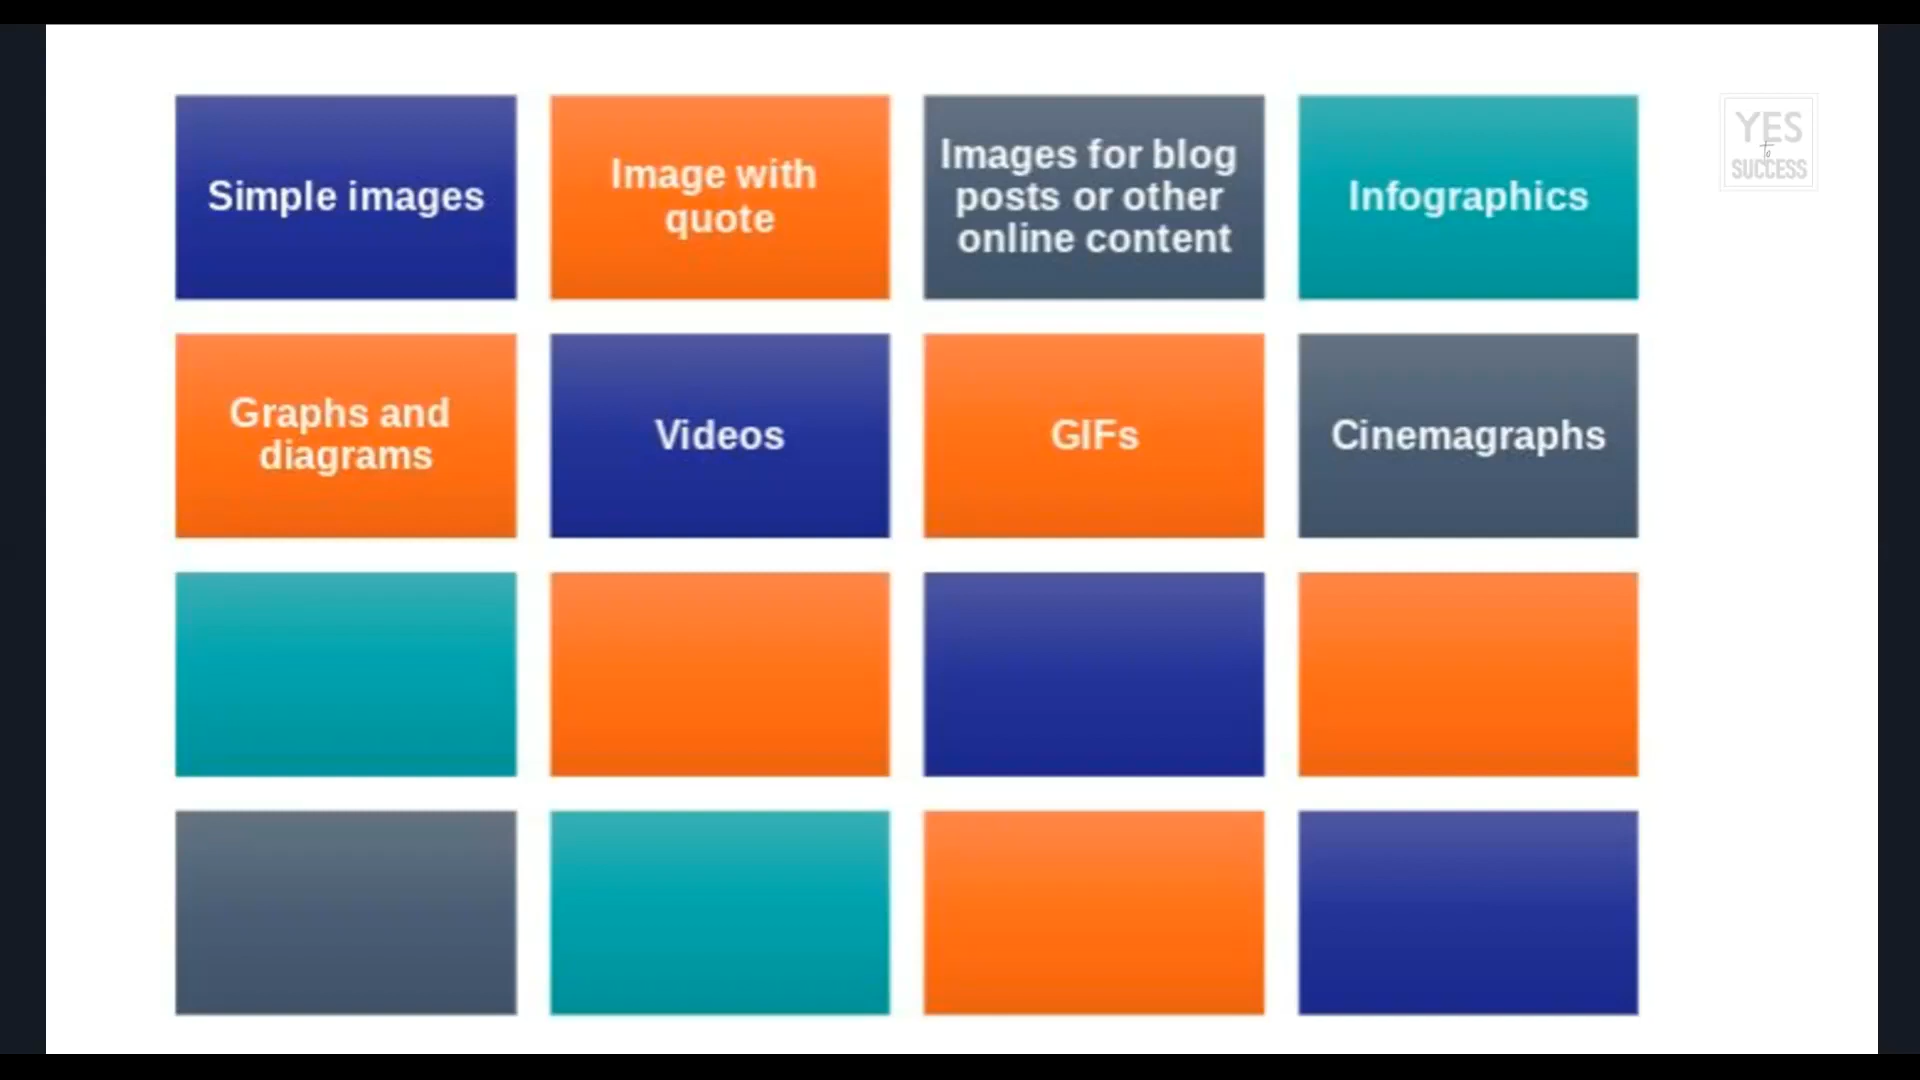 Simple images
Image with
quote
Images for blog
posts or other
online content
Infographics
YES
to
SUCCESS
Graphs and
diagrams
Videos
GIFs
Cinemagraphs